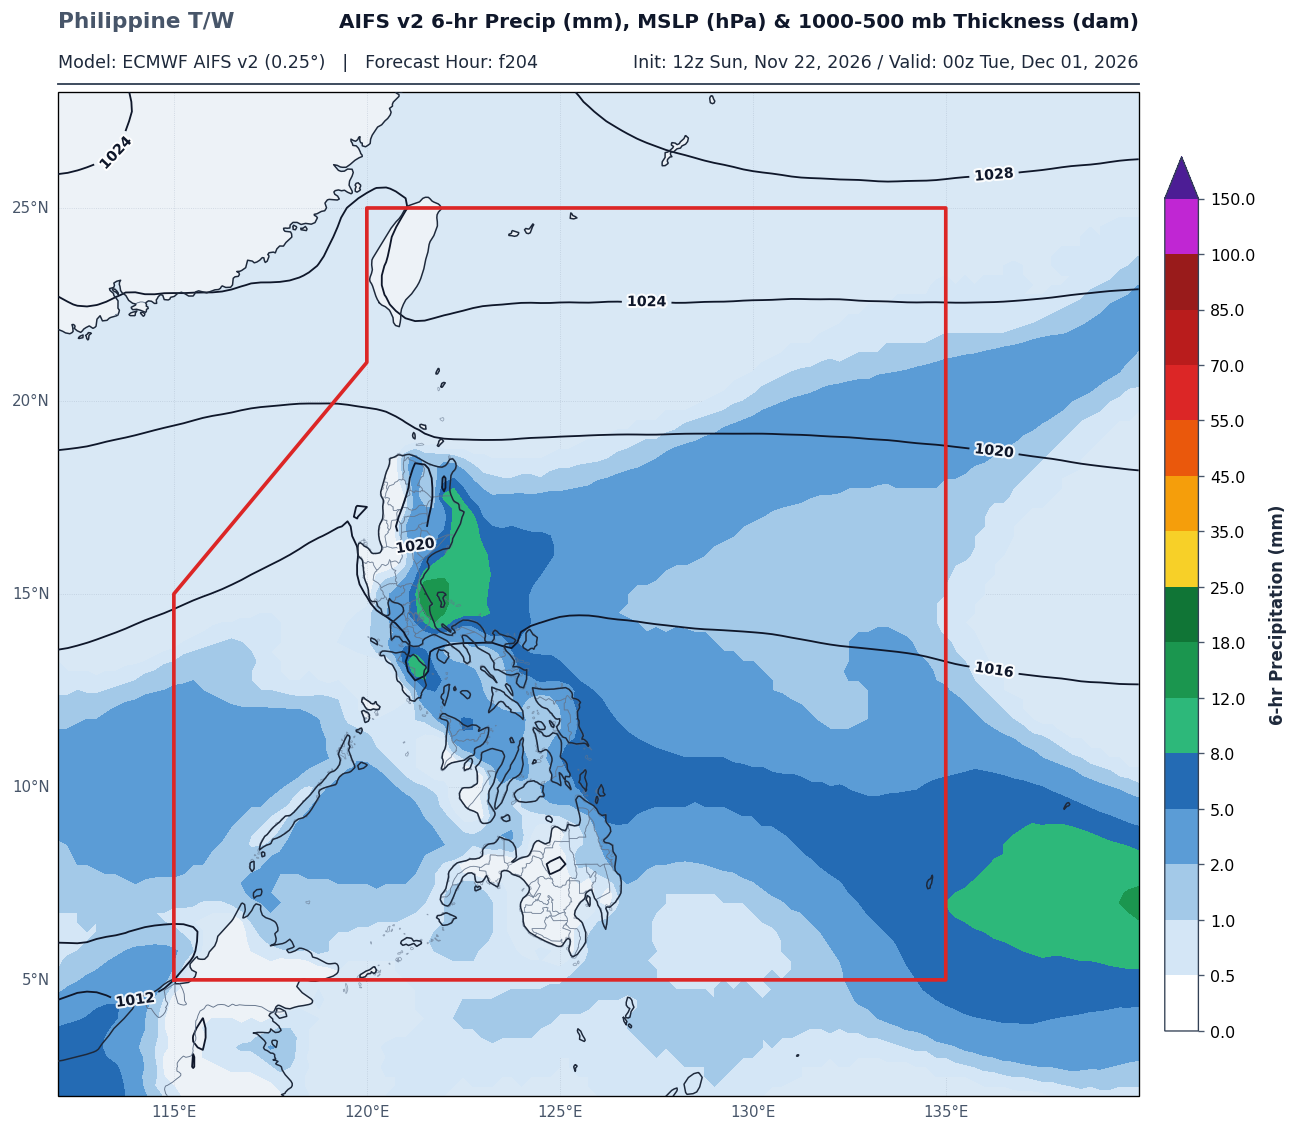 Philippine T/W
AIFS v2 6-hr Precip (mm), MSLP (hPa) & 1000-500 mb Thickness (dam)
Model: ECMWF AIFS v2 (0.25°) | Forecast Hour: f204
Init: 12z Sun, Nov 22, 2026 / Valid: 00z Tue, Dec 01, 2026
1024
1028
1024
1020
1020
1016
1012
25°N
20°N
15°N
10°N
5°N
115°E
120°E
125°E
130°E
135°E
150.0
100.0
85.0
70.0
55.0
45.0
35.0
25.0
18.0
12.0
8.0
5.0
2.0
1.0
0.5
0.0
6-hr Precipitation (mm)